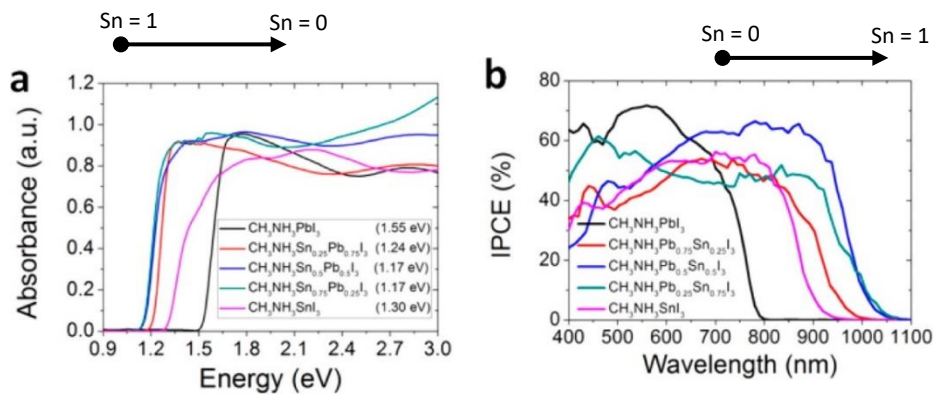 Sn = 1
Sn = 0
Sn = 0
Sn = 1
a
1.2
1.0
0.8
0.6
0.4
0.2
0.0
Absorbance (a.u.)
CH₃NH₃PbI₃ (1.55 eV)
CH₃NH₃Sn₀.₂₅Pb₀.₇₅I₃ (1.24 eV)
CH₃NH₃Sn₀.₅Pb₀.₅I₃ (1.17 eV)
CH₃NH₃Sn₀.₇₅Pb₀.₂₅I₃ (1.17 eV)
CH₃NH₃SnI₃ (1.30 eV)
0.9 1.2 1.5 1.8 2.1 2.4 2.7 3.0
Energy (eV)
b
80
60
40
20
0
IPCE (%)
CH₃NH₃PbI₃
CH₃NH₃Pb₀.₇₅Sn₀.₂₅I₃
CH₃NH₃Pb₀.₅Sn₀.₅I₃
CH₃NH₃Pb₀.₂₅Sn₀.₇₅I₃
CH₃NH₃SnI₃
400 500 600 700 800 900 1000 1100
Wavelength (nm)